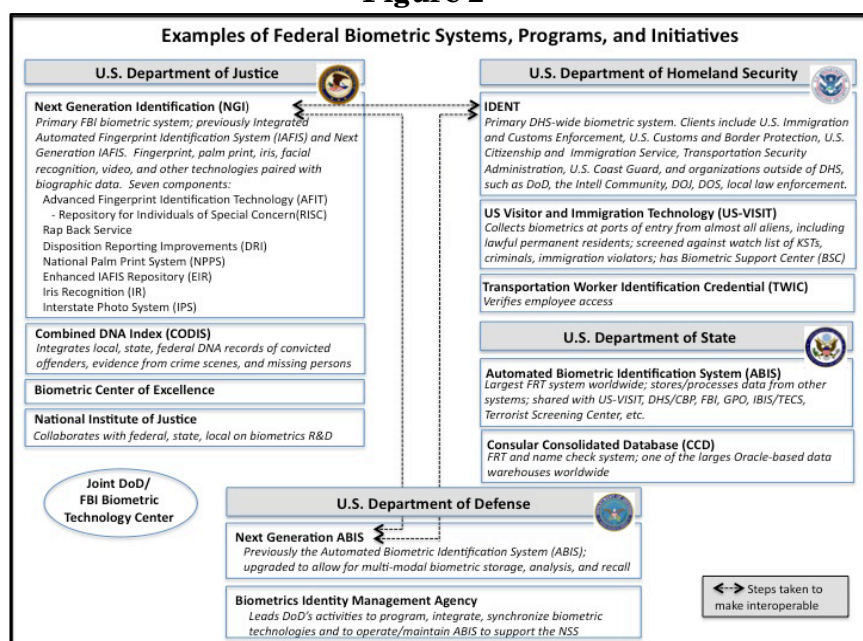 Figure 2
Examples of Federal Biometric Systems, Programs, and Initiatives
U.S. Department of Justice
Next Generation Identification (NGI)
Primary FBI biometric system; previously Integrated
Automated Fingerprint Identification System (IAFIS) and Next
Generation IAFIS. Fingerprint, palm print, iris, facial
recognition, video, and other technologies paired with
biographic data. Seven components:
Advanced Fingerprint Identification Technology (AFIT)
- Repository for Individuals of Special Concern(RISC)
Rap Back Service
Disposition Reporting Improvements (DRI)
National Palm Print System (NPPS)
Enhanced IAFIS Repository (EIR)
Iris Recognition (IR)
Interstate Photo System (IPS)
Combined DNA Index (CODIS)
Integrates local, state, federal DNA records of convicted
offenders, evidence from crime scenes, and missing persons
Biometric Center of Excellence
National Institute of Justice
Collaborates with federal, state, local on biometrics R&D
Joint DoD/
FBI Biometric
Technology Center
U.S. Department of Homeland Security
IDENT
Primary DHS-wide biometric system. Clients include U.S. Immigration
and Customs Enforcement, U.S. Customs and Border Protection, U.S.
Citizenship and Immigration Service, Transportation Security
Administration, U.S. Coast Guard, and organizations outside of DHS,
such as DoD, the Intell Community, DOJ, DOS, local law enforcement.
US Visitor and Immigration Technology (US-VISIT)
Collects biometrics at ports of entry from almost all aliens, including
lawful permanent residents; screened against watch list of KSTs,
criminals, immigration violators; has Biometric Support Center (BSC)
Transportation Worker Identification Credential (TWIC)
Verifies employee access
U.S. Department of State
Automated Biometric Identification System (ABIS)
Largest FRT system worldwide; stores/processes data from other
systems; shared with US-VISIT, DHS/CBP, FBI, GPO, IBIS/TECS,
Terrorist Screening Center, etc.
Consular Consolidated Database (CCD)
FRT and name check system; one of the larges Oracle-based data
warehouses worldwide
U.S. Department of Defense
Next Generation ABIS
Previously the Automated Biometric Identification System (ABIS);
upgraded to allow for multi-modal biometric storage, analysis, and recall
Biometrics Identity Management Agency
Leads DoD's activities to program, integrate, synchronize biometric
technologies and to operate/maintain ABIS to support the NSS
Steps taken to
make interoperable